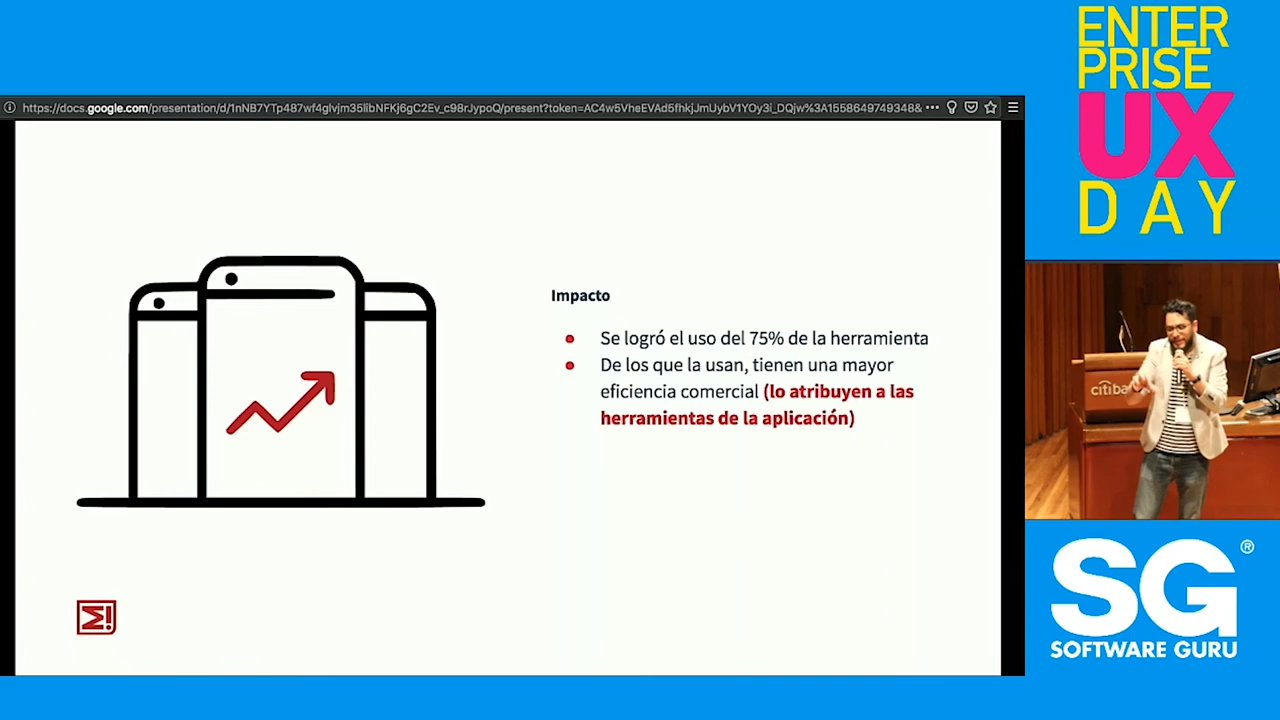 https://docs.google.com/presentation/d/1nNB7YTp487wf4glvjm35libNFKj6gC2Ev_c98rJypoQ/present?token=AC4w5VheEVAd5fhkjJmUybV1YOy3i_DQjw%3A1558649749348&
Impacto
Se logró el uso del 75% de la herramienta
De los que la usan, tienen una mayor
eficiencia comercial (lo atribuyen a las
herramientas de la aplicación)
ENTER
PRISE
UX
DAY
SG®
SOFTWARE GURU